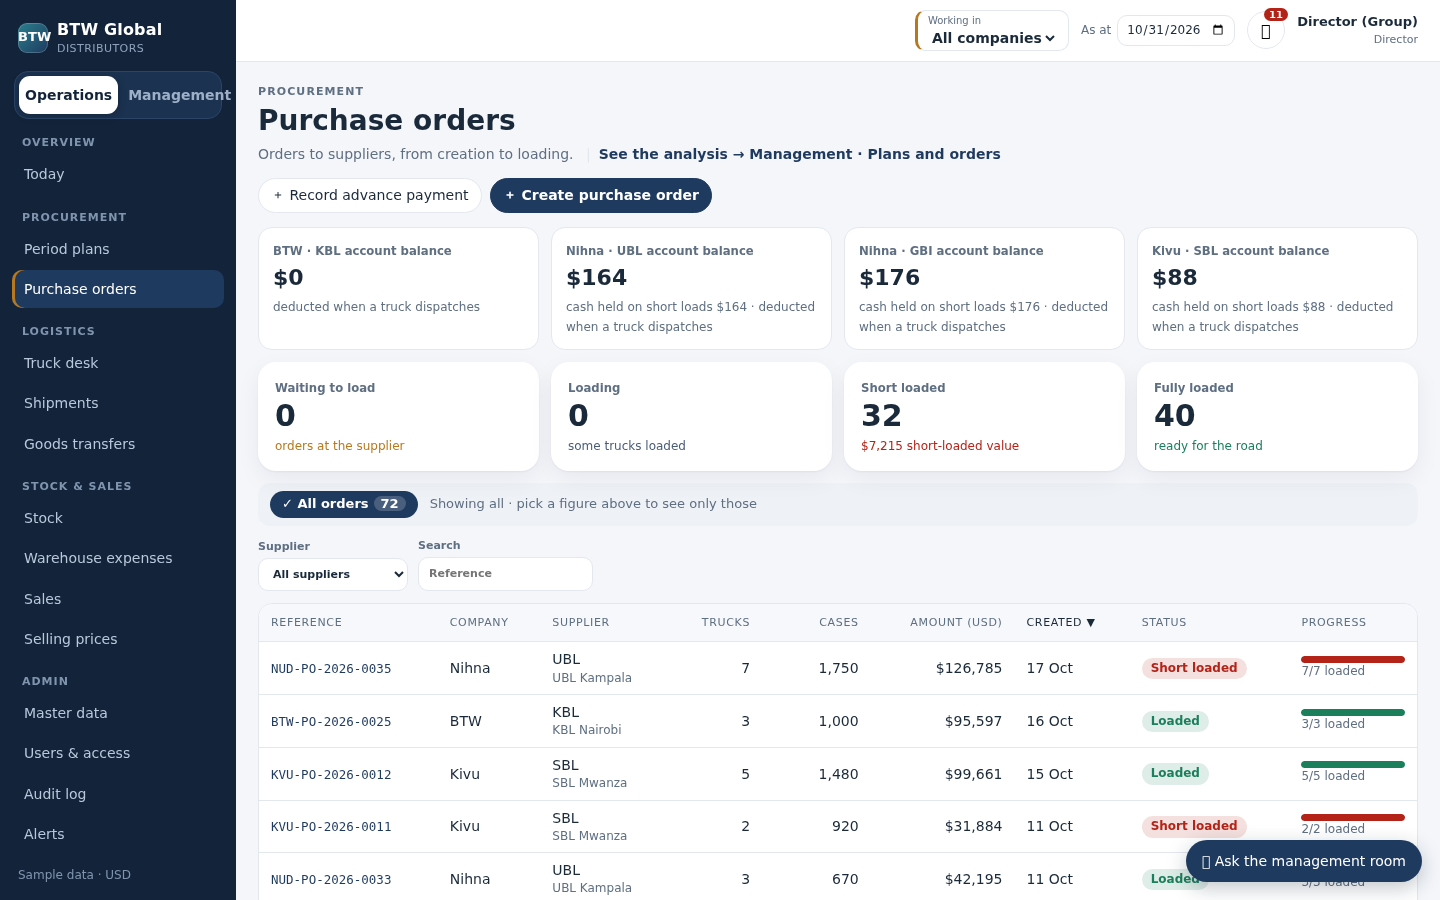 BTW
BTW Global
DISTRIBUTORS
Operations
Management
OVERVIEW
Today
PROCUREMENT
Period plans
Purchase orders
LOGISTICS
Truck desk
Shipments
Goods transfers
STOCK & SALES
Stock
Warehouse expenses
Sales
Selling prices
ADMIN
Master data
Users & access
Audit log
Alerts
Sample data · USD
Working in
All companies
As at
10/31/2026
11
Director (Group)
Director
PROCUREMENT
Purchase orders
Orders to suppliers, from creation to loading.
See the analysis → Management · Plans and orders
+ Record advance payment
+ Create purchase order
BTW · KBL account balance
$0
deducted when a truck dispatches
Nihna · UBL account balance
$164
cash held on short loads $164 · deducted
when a truck dispatches
Nihna · GBI account balance
$176
cash held on short loads $176 · deducted
when a truck dispatches
Kivu · SBL account balance
$88
cash held on short loads $88 · deducted
when a truck dispatches
Waiting to load
0
orders at the supplier
Loading
0
some trucks loaded
Short loaded
32
$7,215 short-loaded value
Fully loaded
40
ready for the road
✓ All orders 72
Showing all · pick a figure above to see only those
Supplier
All suppliers
Search
Reference
REFERENCE COMPANY SUPPLIER TRUCKS CASES AMOUNT (USD) CREATED ▼ STATUS PROGRESS
NUD-PO-2026-0035 Nihna UBL 7 1,750 $126,785 17 Oct Short loaded
UBL Kampala 7/7 loaded
BTW-PO-2026-0025 BTW KBL 3 1,000 $95,597 16 Oct Loaded
KBL Nairobi 3/3 loaded
KVU-PO-2026-0012 Kivu SBL 5 1,480 $99,661 15 Oct Loaded
SBL Mwanza 5/5 loaded
KVU-PO-2026-0011 Kivu SBL 2 920 $31,884 11 Oct Short loaded
SBL Mwanza 2/2 loaded
NUD-PO-2026-0033 Nihna UBL 3 670 $42,195 11 Oct Loaded
UBL Kampala
Ask the management room